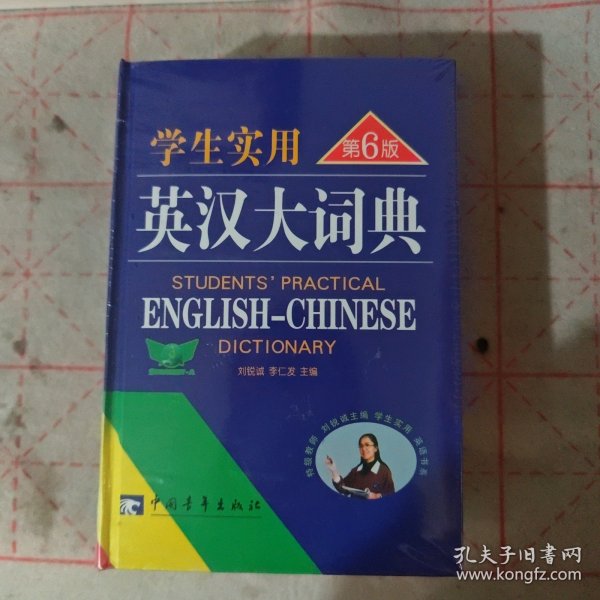 学生实用
第6版
英汉大词典
STUDENTS' PRACTICAL
ENGLISH-CHINESE
DICTIONARY
刘锐诚 李仁发 主编
特级教师 刘锐诚主编 学生实用 英语书系
中国青年出版社
孔夫子旧书网
www.kongfz.com